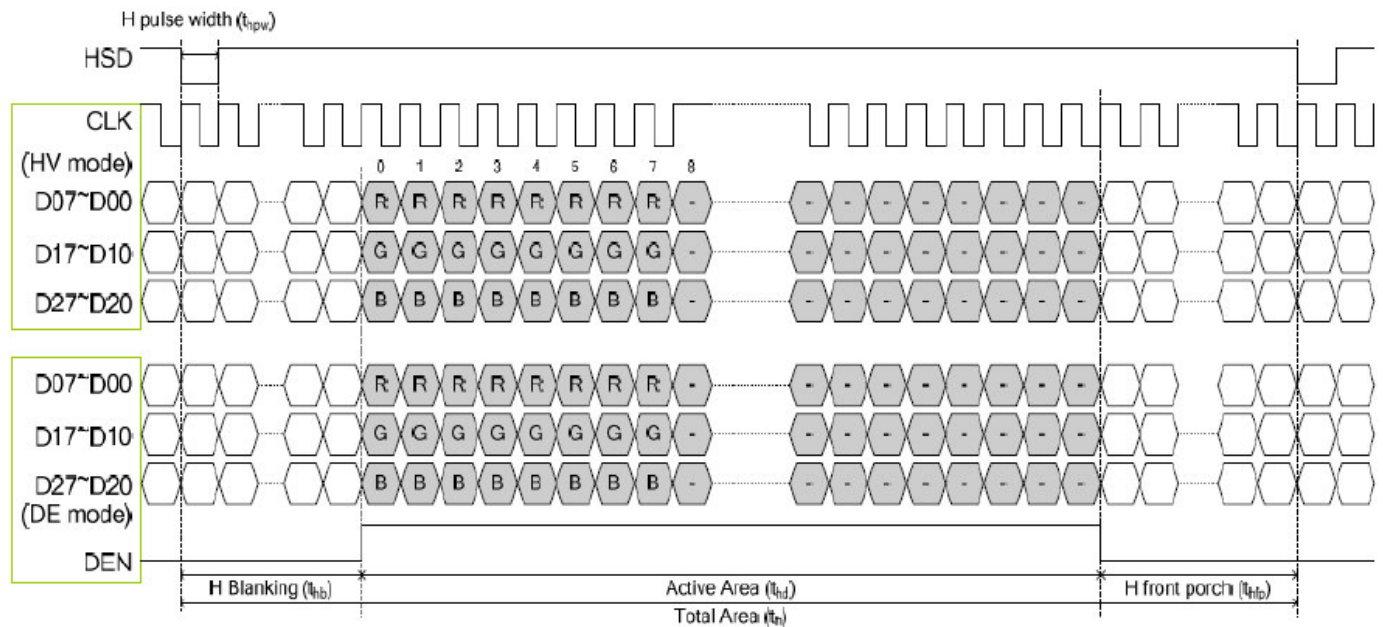 H pulse width (thpw)
HSD
CLK
(HV mode)
0 1 2 3 4 5 6 7 8
D07~D00 R R R R R R R R - - - - - - - - -
D17~D10 G G G G G G G G - - - - - - - - -
D27~D20 B B B B B B B B - - - - - - - - -
D07~D00 R R R R R R R R - - - - - - - - -
D17~D10 G G G G G G G G - - - - - - - - -
D27~D20 B B B B B B B B - - - - - - - - -
(DE mode)
DEN
H Blanking (thb) Active Area (thd) H front porch (thfp)
Total Area (th)